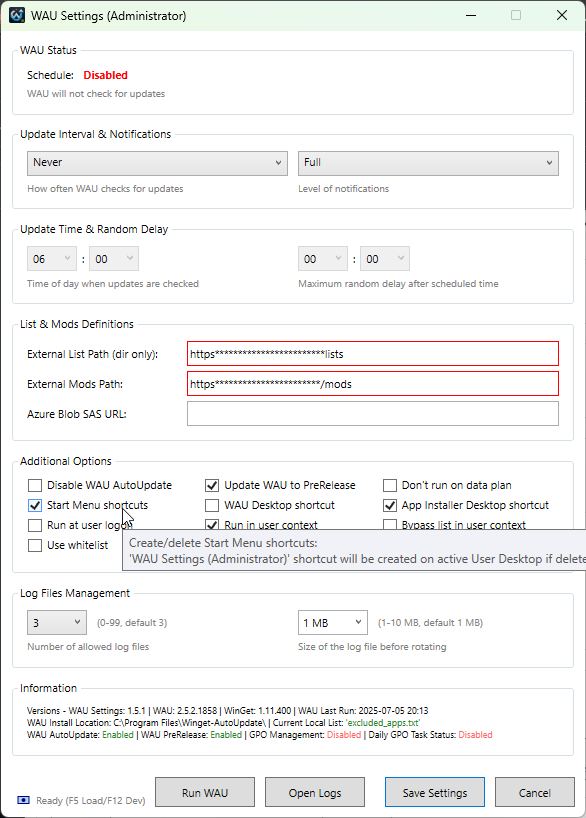 WAU Settings (Administrator)
WAU Status
Schedule: Disabled
WAU will not check for updates
Update Interval & Notifications
Never Full
How often WAU checks for updates Level of notifications
Update Time & Random Delay
06 : 00 00 : 00
Time of day when updates are checked Maximum random delay after scheduled time
List & Mods Definitions
External List Path (dir only): https************************lists
External Mods Path: https***********************/mods
Azure Blob SAS URL:
Additional Options
Disable WAU AutoUpdate Update WAU to PreRelease Don't run on data plan
Start Menu shortcuts WAU Desktop shortcut App Installer Desktop shortcut
Run at user logon Run in user context Bypass list in user context
Use whitelist
Create/delete Start Menu shortcuts:
'WAU Settings (Administrator)' shortcut will be created on active User Desktop if delete
Log Files Management
3 (0-99, default 3) 1 MB (1-10 MB, default 1 MB)
Number of allowed log files Size of the log file before rotating
Information
Versions - WAU Settings: 1.5.1 | WAU: 2.5.2.1858 | WinGet: 1.11.400 | WAU Last Run: 2025-07-05 20:13
WAU Install Location: C:\Program Files\Winget-AutoUpdate\ | Current Local List: 'excluded_apps.txt'
WAU AutoUpdate: Enabled | WAU PreRelease: Enabled | GPO Management: Disabled | Daily GPO Task Status: Disabled
Ready (F5 Load/F12 Dev) Run WAU Open Logs Save Settings Cancel